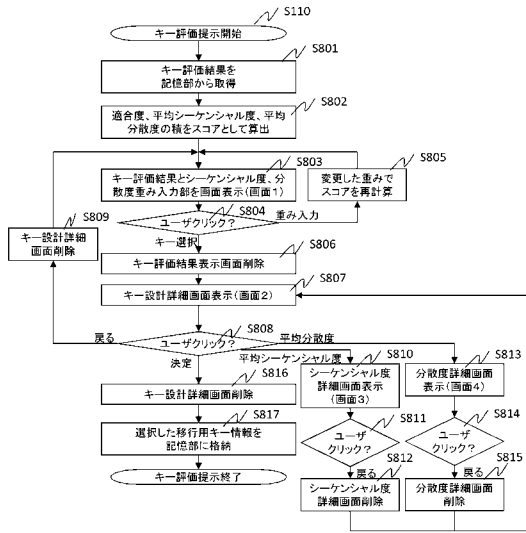 S110
キー評価提示開始
S801
キー評価結果を
記憶部から取得
S802
適合度、平均シーケンシャル度、平均
分散度の積をスコアとして算出
S803
キー評価結果とシーケンシャル度、分
散度重み入力部を画面表示(画面1)
S805
変更した重みで
スコアを再計算
S804
ユーザクリック?
重み入力
キー選択
S809
キー設計詳細
画面削除
S806
キー評価結果表示画面削除
S807
キー設計詳細画面表示(画面2)
S808
ユーザクリック?
戻る
平均分散度
平均シーケンシャル度
決定
S810
シーケンシャル度
詳細画面表示
(画面3)
S813
分散度詳細画面
表示(画面4)
S816
キー設計詳細画面削除
S811
ユーザ
クリック?
S814
ユーザ
クリック?
S817
選択した移行用キー情報を
記憶部に格納
戻る
S812
シーケンシャル度
詳細画面削除
戻る
S815
分散度詳細画面
削除
キー評価提示終了